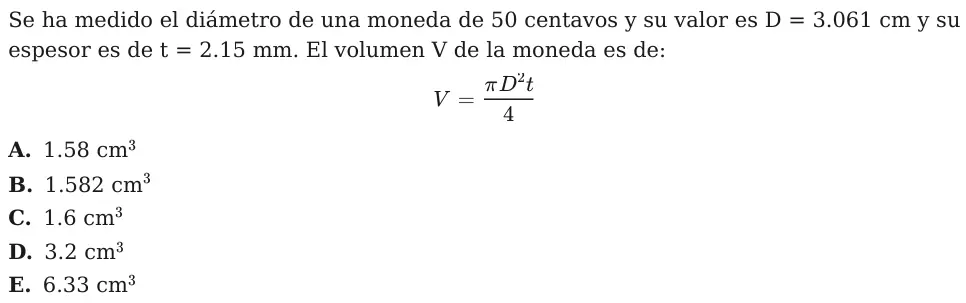 Se ha medido el diámetro de una moneda de 50 centavos y su valor es D = 3.061 cm y su
espesor es de t = 2.15 mm. El volumen V de la moneda es de:
V = πD²t / 4
A. 1.58 cm³
B. 1.582 cm³
C. 1.6 cm³
D. 3.2 cm³
E. 6.33 cm³